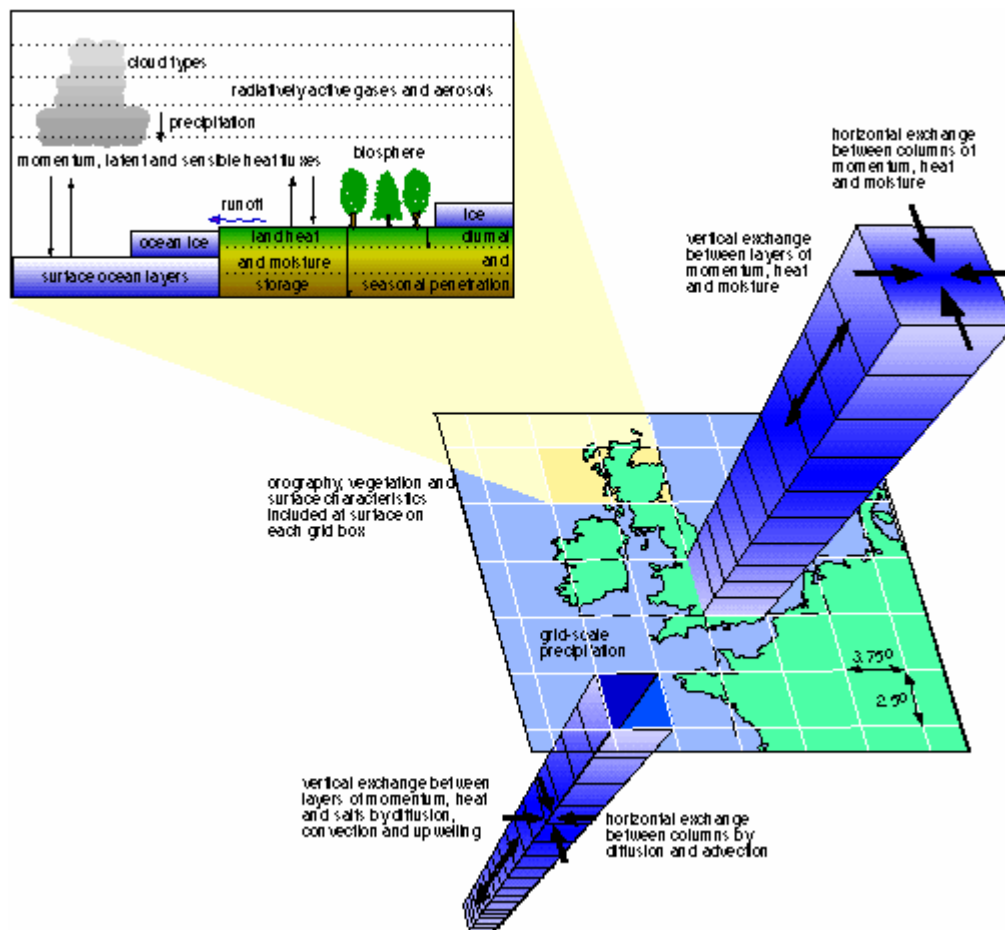 cloud types
radiatively active gases and aerosols
precipitation
momentum, latent and sensible heat fluxes
biosphere
run off
ice
ocean ice
land heat
and moisture
storage
diurnal
and
seasonal penetration
surface ocean layers
horizontal exchange
between columns of
momentum, heat
and moisture
vertical exchange
between layers of
momentum, heat
and moisture
orography, vegetation and
surface characteristics
included at surface on
each grid box
grid-scale
precipitation
3.75°
2.5°
vertical exchange between
layers of momentum, heat
and salts by diffusion,
convection and upwelling
horizontal exchange
between columns by
diffusion and advection